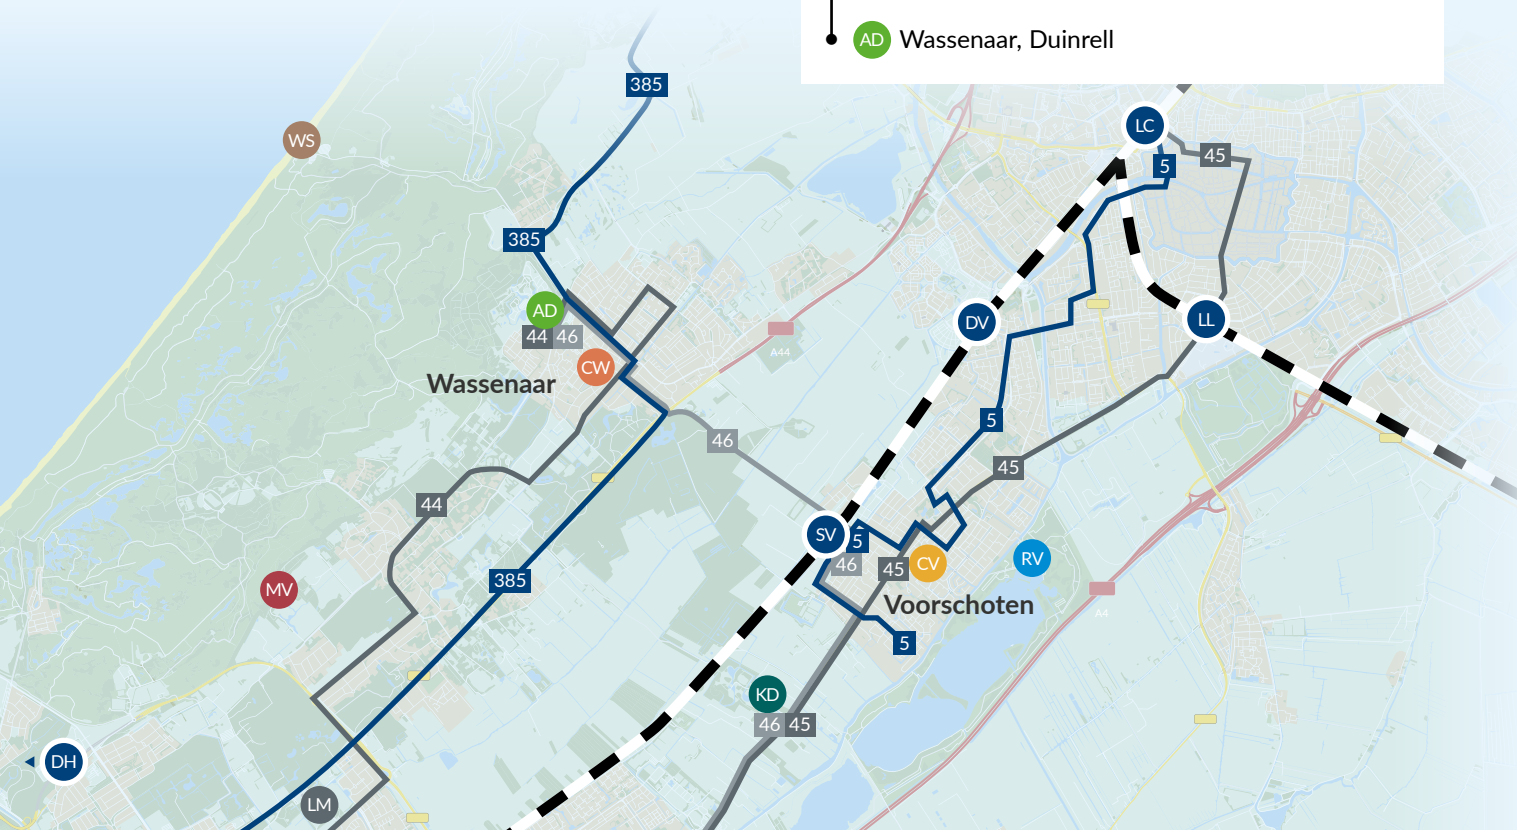 AD Wassenaar, Duinrell
385
WS
LC
5
45
385
AD
44 46
DV
LL
A44
CW
Wassenaar
5
46
45
44
SV
5
46
45
CV
RV
385
MV
A4
Voorschoten
5
KD
46 45
DH
LM